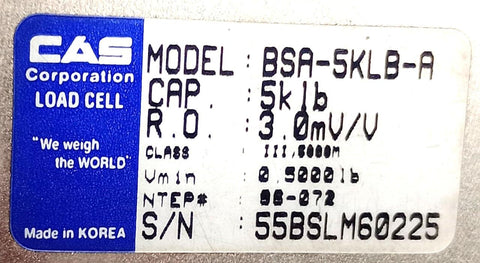 CAS
Corporation
LOAD CELL
"We weigh
the WORLD"
Made in KOREA
MODEL : BSA-5KLB-A
CAP. : 5klb
R.O. : 3.0mV/V
CLASS : III,5000M
Vmin : 0.5000lb
NTEP# : 96-072
S/N : 55BSLM60225